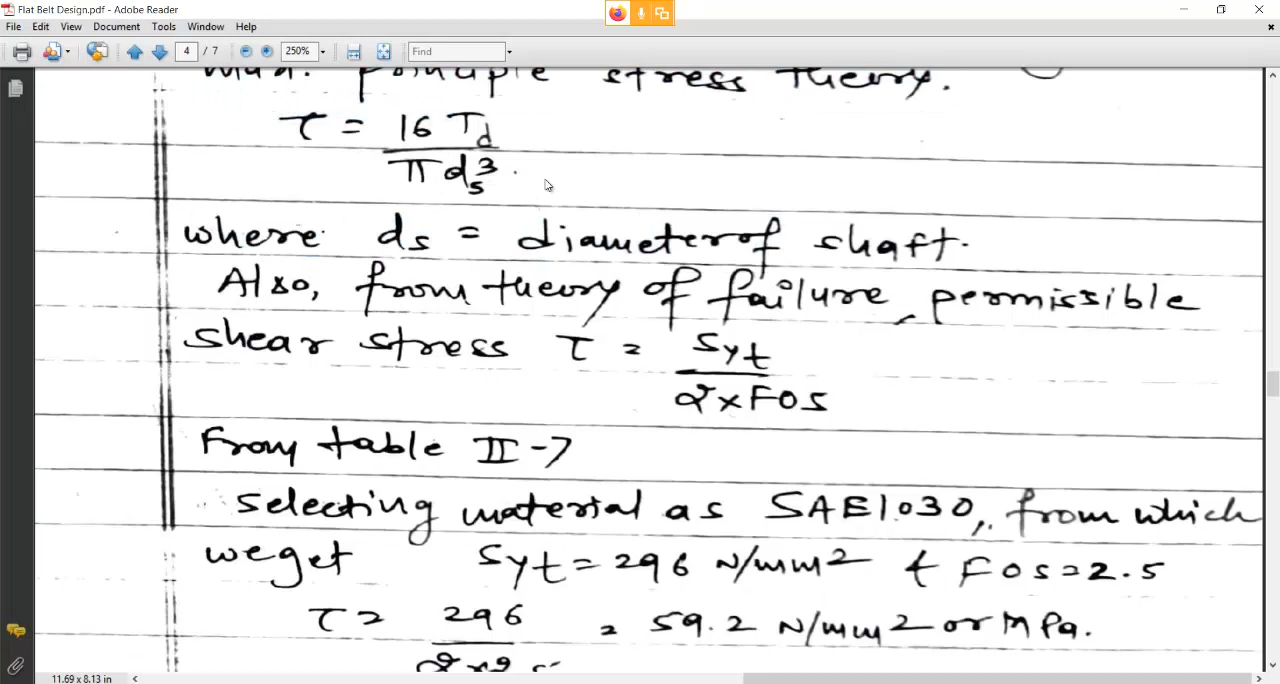 Flat Belt Design.pdf - Adobe Reader
File Edit View Document Tools Window Help
4 / 7 250% Find
stress theory.
τ = 16 Td
π ds³
where ds = diameter of shaft.
Also, from theory of failure, permissible
shear stress τ = Syt
2 x FOS
From table II-7
selecting material as SAE1030, from which
we get Syt = 296 N/mm2 & FOS = 2.5
τ = 296 = 59.2 N/mm2 or MPa.
11.69 x 8.13 in